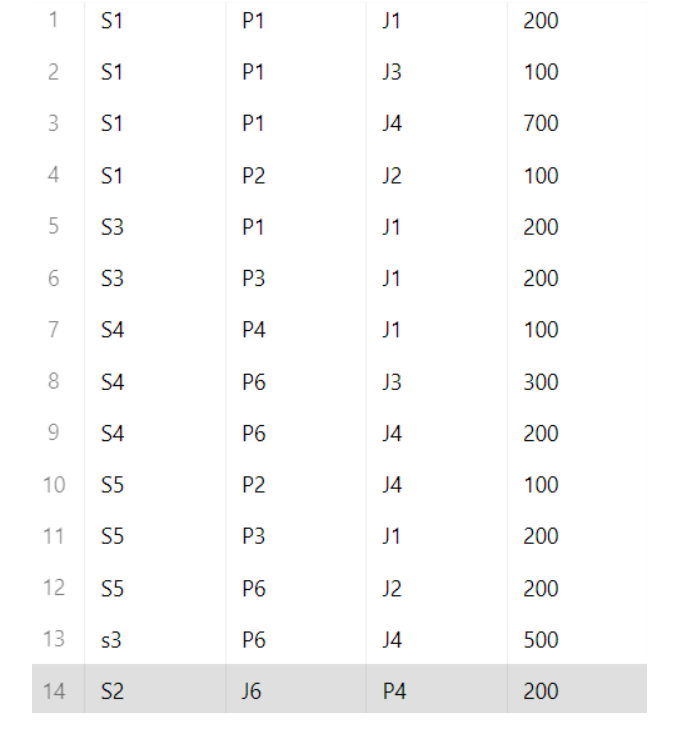 1 S1 P1 J1 200
2 S1 P1 J3 100
3 S1 P1 J4 700
4 S1 P2 J2 100
5 S3 P1 J1 200
6 S3 P3 J1 200
7 S4 P4 J1 100
8 S4 P6 J3 300
9 S4 P6 J4 200
10 S5 P2 J4 100
11 S5 P3 J1 200
12 S5 P6 J2 200
13 s3 P6 J4 500
14 S2 J6 P4 200